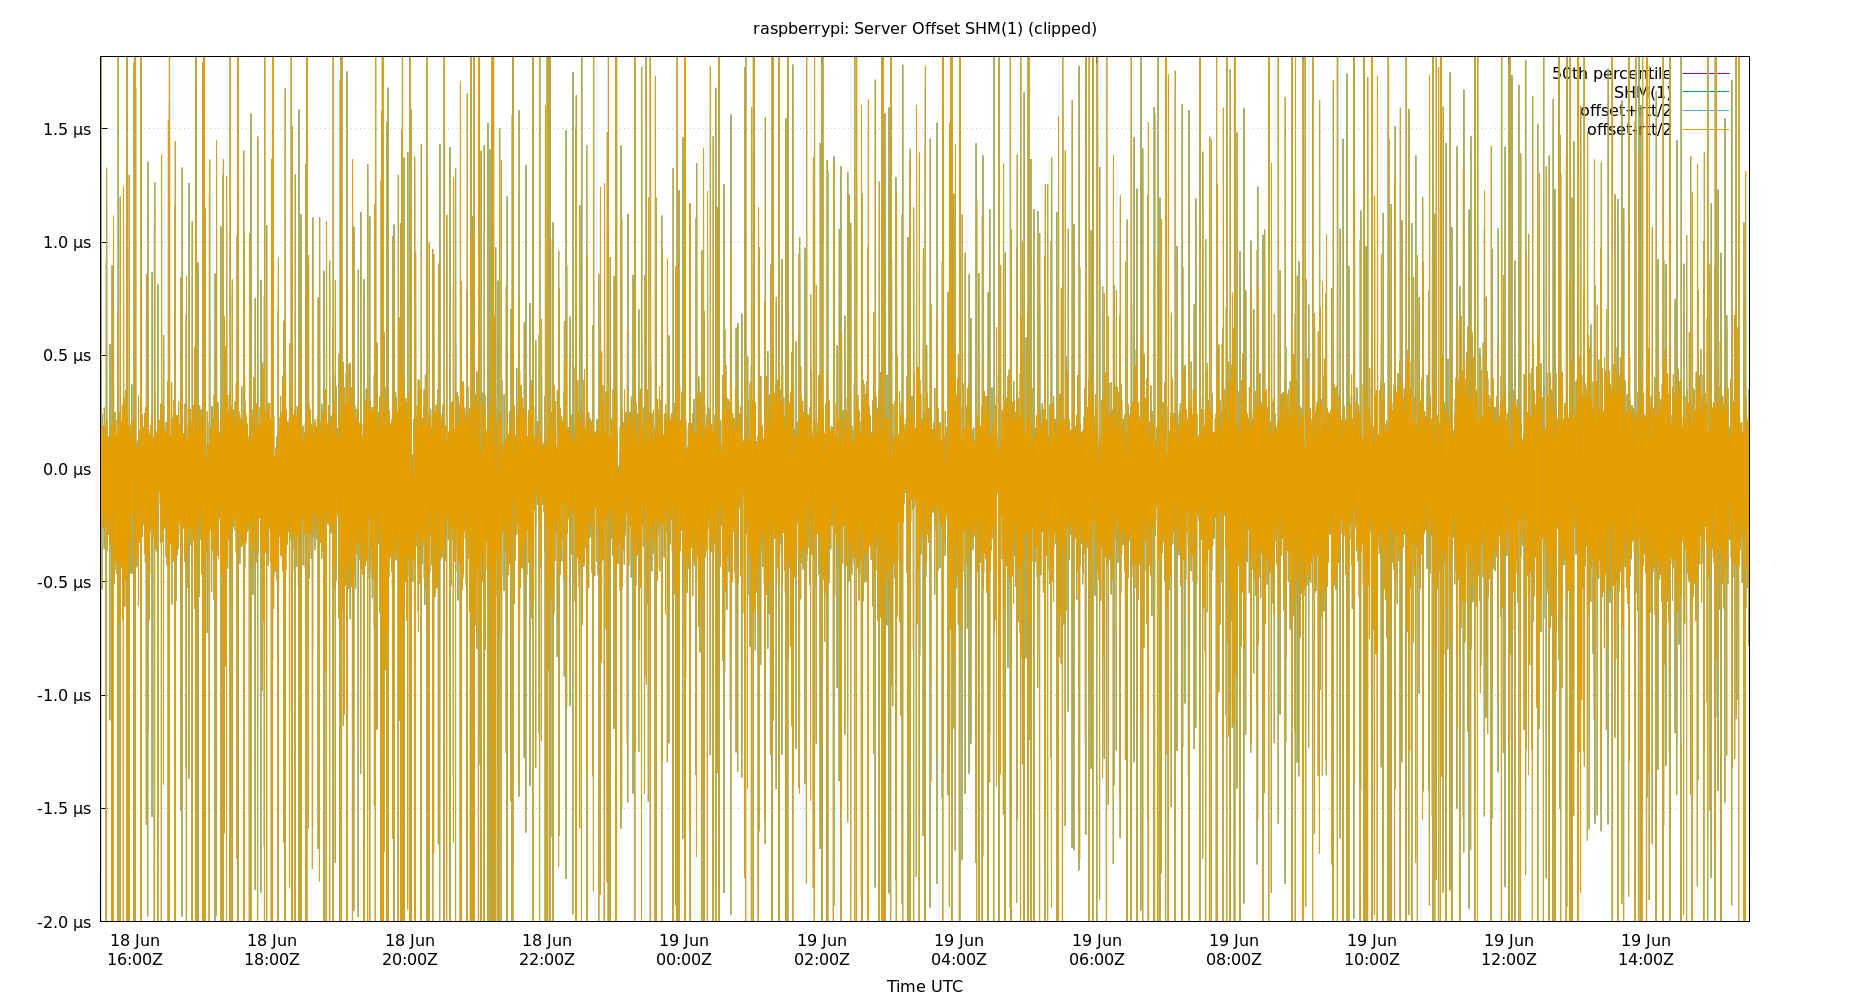 raspberrypi: Server Offset SHM(1) (clipped)
50th percentile
SHM(1)
offset+rtt/2
offset-rtt/2
1.5 µs
1.0 µs
0.5 µs
0.0 µs
-0.5 µs
-1.0 µs
-1.5 µs
-2.0 µs
18 Jun 18 Jun 18 Jun 18 Jun 19 Jun 19 Jun 19 Jun 19 Jun 19 Jun 19 Jun 19 Jun 19 Jun
16:00Z 18:00Z 20:00Z 22:00Z 00:00Z 02:00Z 04:00Z 06:00Z 08:00Z 10:00Z 12:00Z 14:00Z
Time UTC